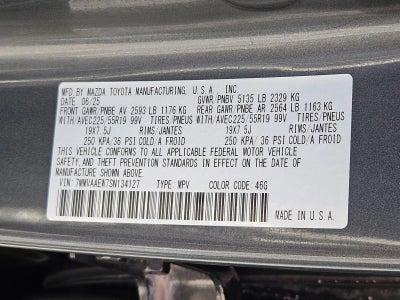 MFD. BY MAZDA TOYOTA MANUFACTURING, U.S.A., INC.
DATE: 06/25 GVWR/PNBV 5135 LB 2329 KG
FRONT GAWR/PNBE AV 2593 LB 1176 KG REAR GAWR/PNBE AR 2564 LB 1163 KG
WITH/AVEC225/55R19 99V TIRES/PNEUS WITH/AVEC225/55R19 99V TIRES/PNEUS
19X7.5J RIMS/JANTES 19X7.5J RIMS/JANTES
250 KPA/36 PSI COLD/A FROID 250 KPA/36 PSI COLD/A FROID
THIS VEHICLE CONFORMS TO ALL APPLICABLE FEDERAL MOTOR VEHICLE
SAFETY, AND THEFT PREVENTION STANDARDS IN EFFECT ON THE DATE OF
MANUFACTURE SHOWN ABOVE.
VIN: 7MMVAAEW7SN134127 TYPE: MPV COLOR CODE: 46G
MADE IN U.S.A.